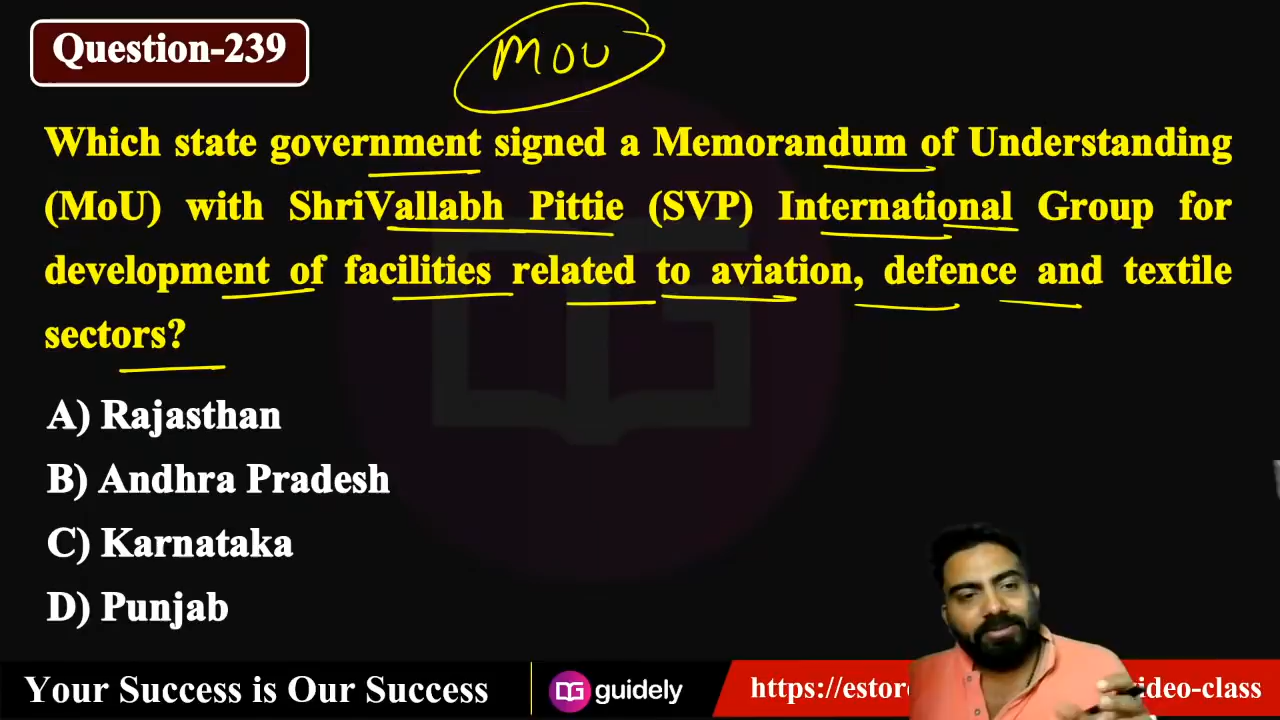 Question-239
MOU
Which state government signed a Memorandum of Understanding
(MoU) with ShriVallabh Pittie (SVP) International Group for
development of facilities related to aviation, defence and textile
sectors?
A) Rajasthan
B) Andhra Pradesh
C) Karnataka
D) Punjab
Your Success is Our Success
guidely
https://estor
ideo-class